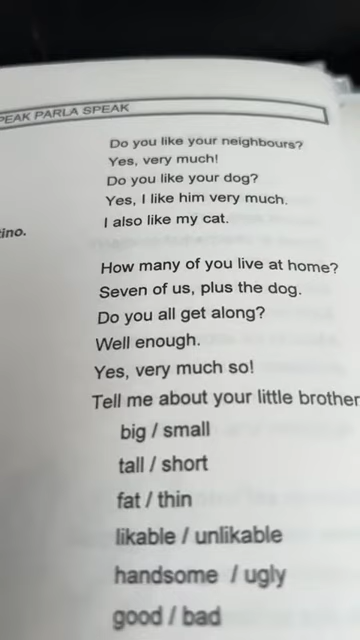 PEAK PARLA SPEAK
Do you like your neighbours?
Yes, very much!
Do you like your dog?
Yes, I like him very much.
I also like my cat.
ino.
How many of you live at home?
Seven of us, plus the dog.
Do you all get along?
Well enough.
Yes, very much so!
Tell me about your little brother
big / small
tall / short
fat / thin
likable / unlikable
handsome / ugly
good / bad